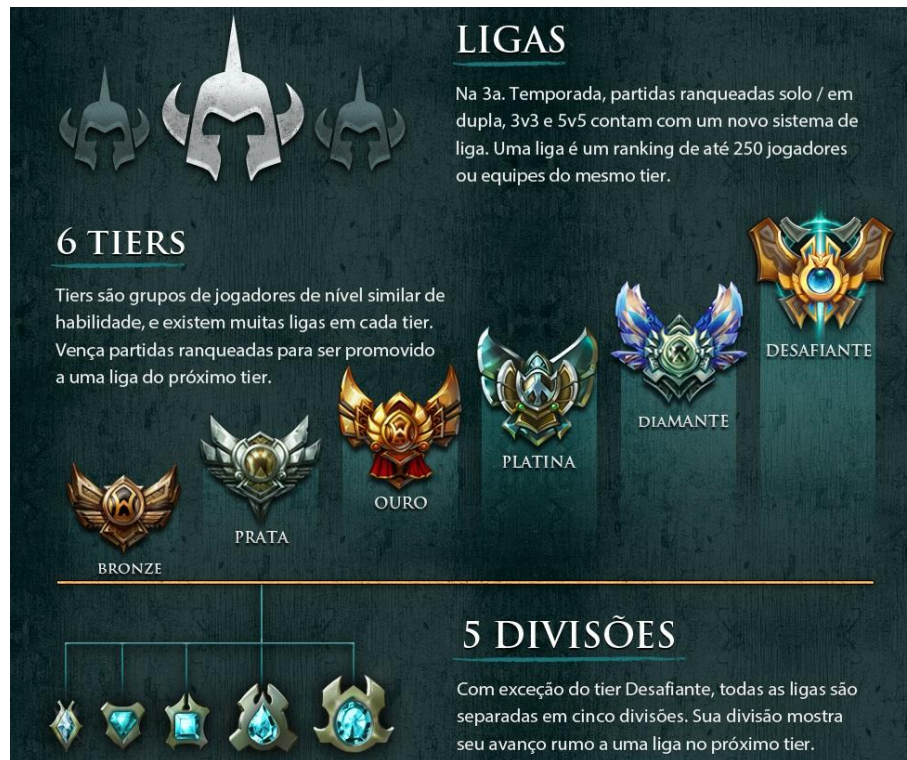 LIGAS
Na 3a. Temporada, partidas ranqueadas solo / em
dupla, 3v3 e 5v5 contam com um novo sistema de
liga. Uma liga é um ranking de até 250 jogadores
ou equipes do mesmo tier.
6 TIERS
Tiers são grupos de jogadores de nível similar de
habilidade, e existem muitas ligas em cada tier.
Vença partidas ranqueadas para ser promovido
a uma liga do próximo tier.
BRONZE
PRATA
OURO
PLATINA
DIAMANTE
DESAFIANTE
5 DIVISÕES
Com exceção do tier Desafiante, todas as ligas são
separadas em cinco divisões. Sua divisão mostra
seu avanço rumo a uma liga no próximo tier.